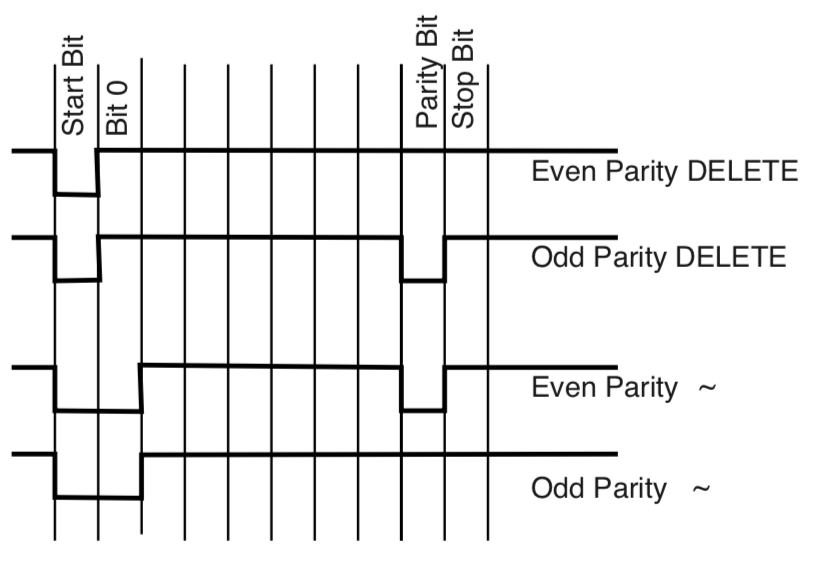 Start Bit
Bit 0
Parity Bit
Stop Bit
Even Parity DELETE
Odd Parity DELETE
Even Parity ~
Odd Parity ~